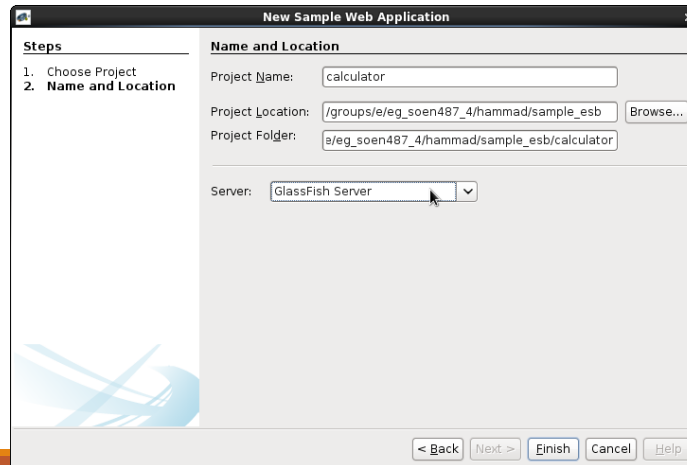 New Sample Web Application
Steps
1. Choose Project
2. Name and Location
Name and Location
Project Name: calculator
Project Location: /groups/e/eg_soen487_4/hammad/sample_esb Browse...
Project Folder: e/eg_soen487_4/hammad/sample_esb/calculator
Server: GlassFish Server
< Back Next > Finish Cancel Help